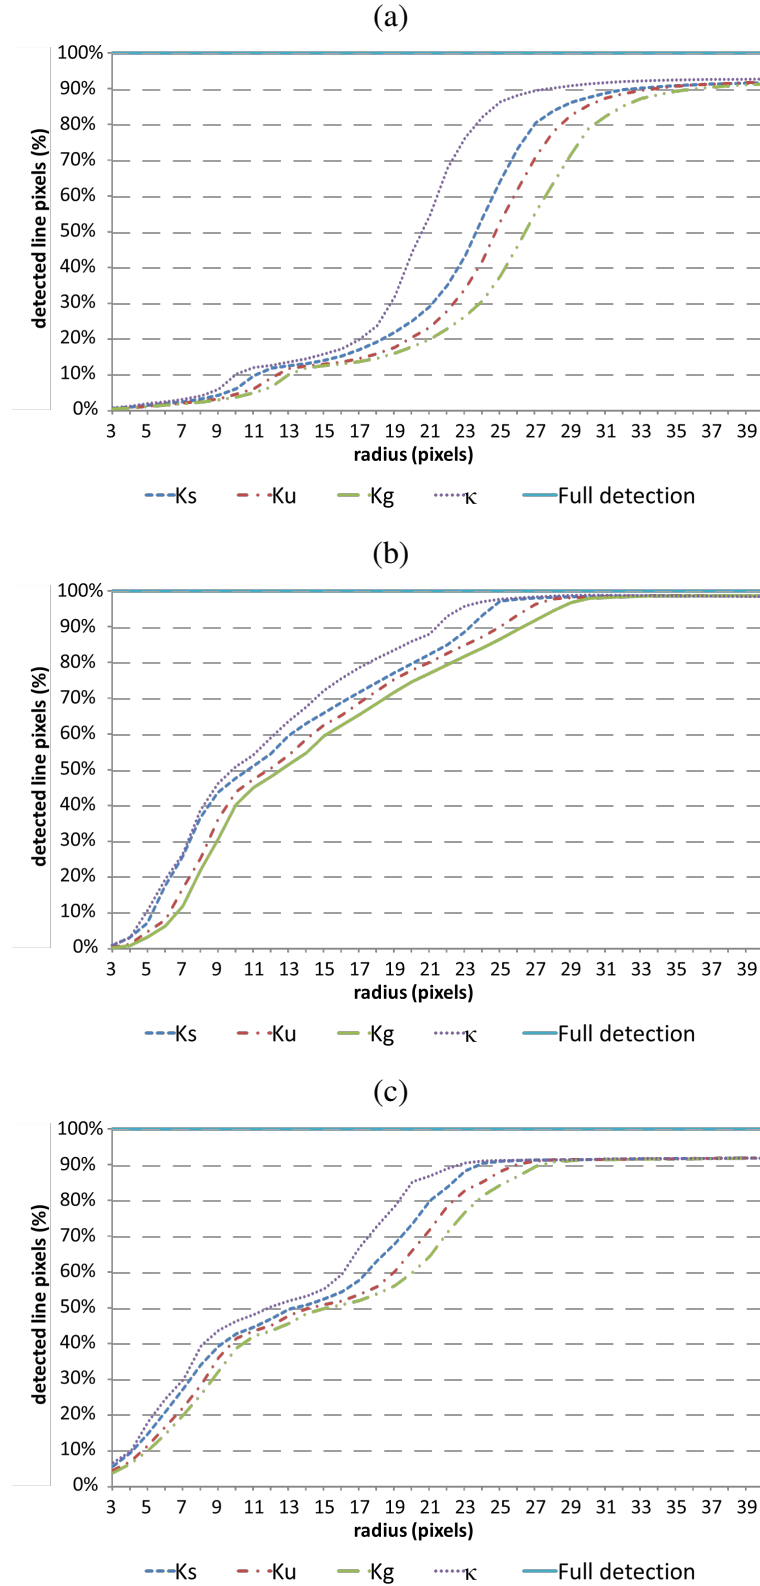 (a)
100%
90%
80%
70%
60%
50%
40%
30%
20%
10%
0%
detected line pixels (%)
3 5 7 9 11 13 15 17 19 21 23 25 27 29 31 33 35 37 39
radius (pixels)
Ks Ku Kg κ Full detection
(b)
100%
90%
80%
70%
60%
50%
40%
30%
20%
10%
0%
detected line pixels (%)
3 5 7 9 11 13 15 17 19 21 23 25 27 29 31 33 35 37 39
radius (pixels)
Ks Ku Kg κ Full detection
(c)
100%
90%
80%
70%
60%
50%
40%
30%
20%
10%
0%
detected line pixels (%)
3 5 7 9 11 13 15 17 19 21 23 25 27 29 31 33 35 37 39
radius (pixels)
Ks Ku Kg κ Full detection